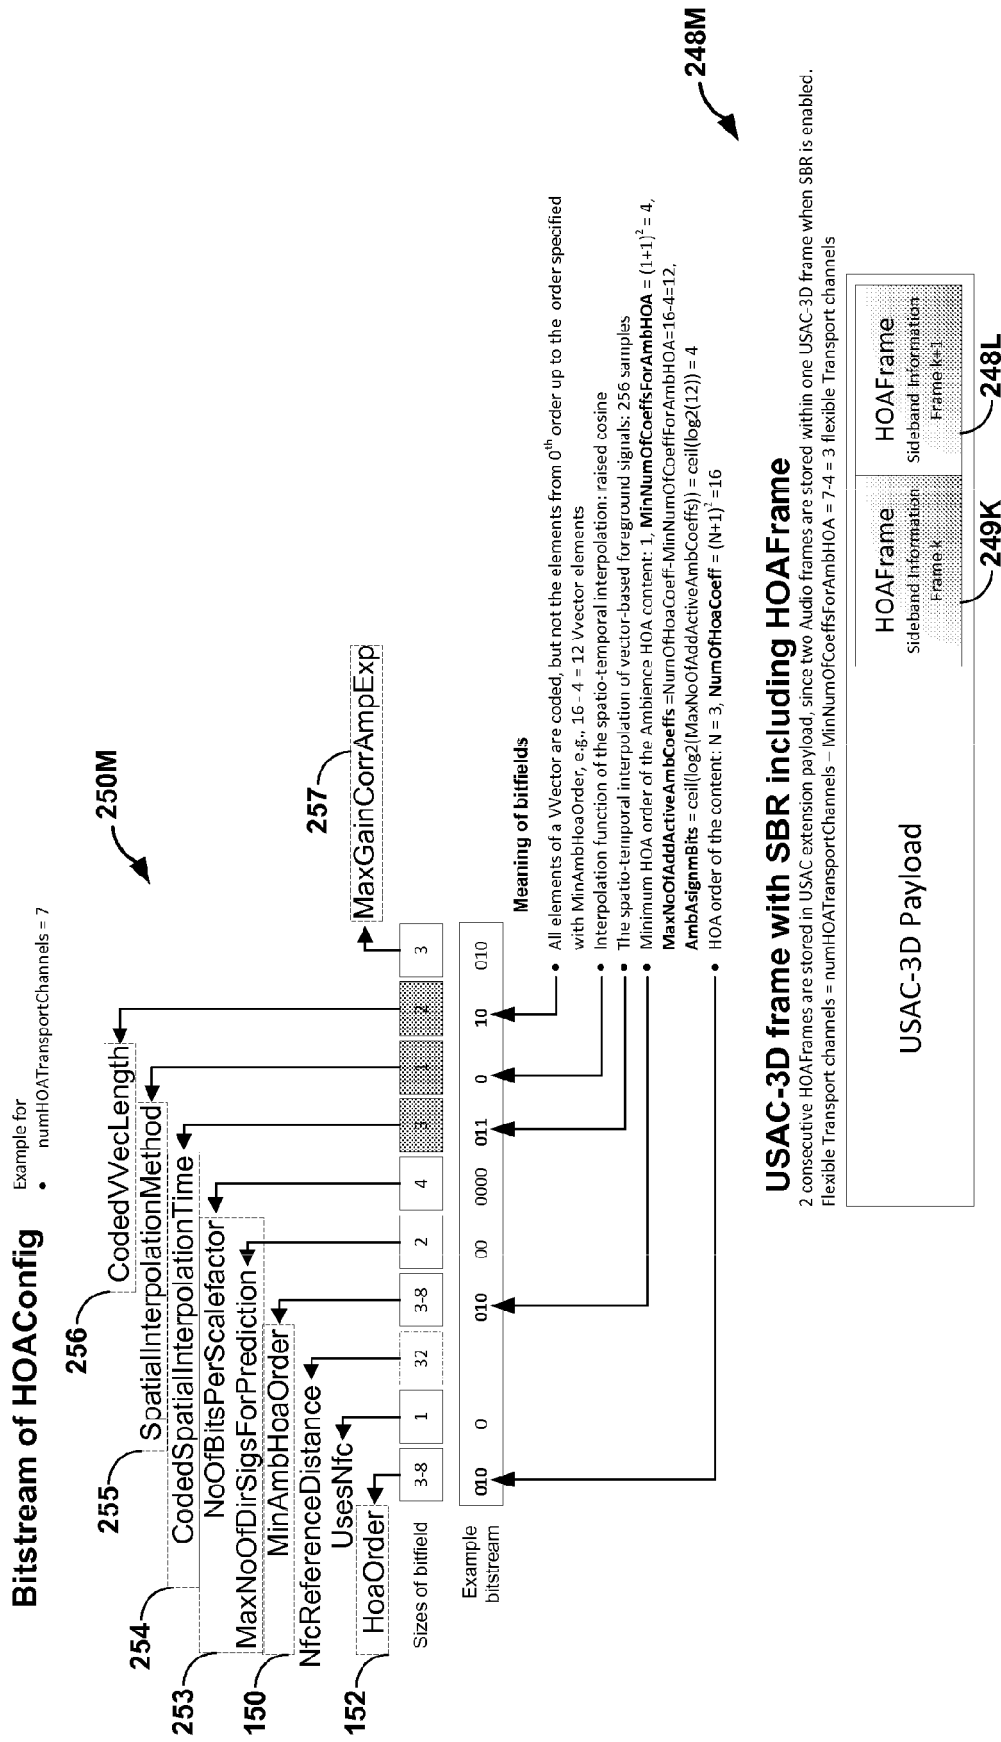 Bitstream of HOAConfig
Example for
• numHOATransportChannels = 7
250M
256
CodedVVecLength
255
SpatialInterpolationMethod
254
CodedSpatialInterpolationTime
NoOfBitsPerScalefactor
253
MaxNoOfDirSigsForPrediction
150
MinAmbHoaOrder
NfcReferenceDistance
UsesNfc
152
HoaOrder
257
MaxGainCorrAmpExp
Sizes of bitfield
3-8 1 32 3-8 2 4 3 1 2 3
Example
bitstream
010 0 010 00 0000 011 0 10 010
Meaning of bitfields
• All elements of a VVector are coded, but not the elements from 0th order up to the order specified
with MinAmbHoaOrder, e.g., 16 - 4 = 12 Vvector elements
• Interpolation function of the spatio-temporal interpolation: raised cosine
• The spatio-temporal interpolation of vector-based foreground signals: 256 samples
• Minimum HOA order of the Ambience HOA content: 1, MinNumOfCoeffsForAmbHOA = (1+1)² = 4,
MaxNoOfAddActiveAmbCoeffs =NumOfHoaCoeff-MinNumOfCoeffForAmbHOA=16-4=12,
AmbAsignmBits = ceil(log2(MaxNoOfAddActiveAmbCoeffs)) = ceil(log2(12)) = 4
• HOA order of the content: N = 3, NumOfHoaCoeff = (N+1)² =16
248M
USAC-3D frame with SBR including HOAFrame
2 consecutive HOAFrames are stored in USAC extension payload, since two Audio frames are stored within one USAC-3D frame when SBR is enabled.
Flexible Transport channels = numHOATransportChannels – MinNumOfCoeffsForAmbHOA = 7-4 = 3 flexible Transport channels
USAC-3D Payload
HOAFrame
Sideband Information
Frame k
249K
HOAFrame
Sideband Information
Frame k+1
248L